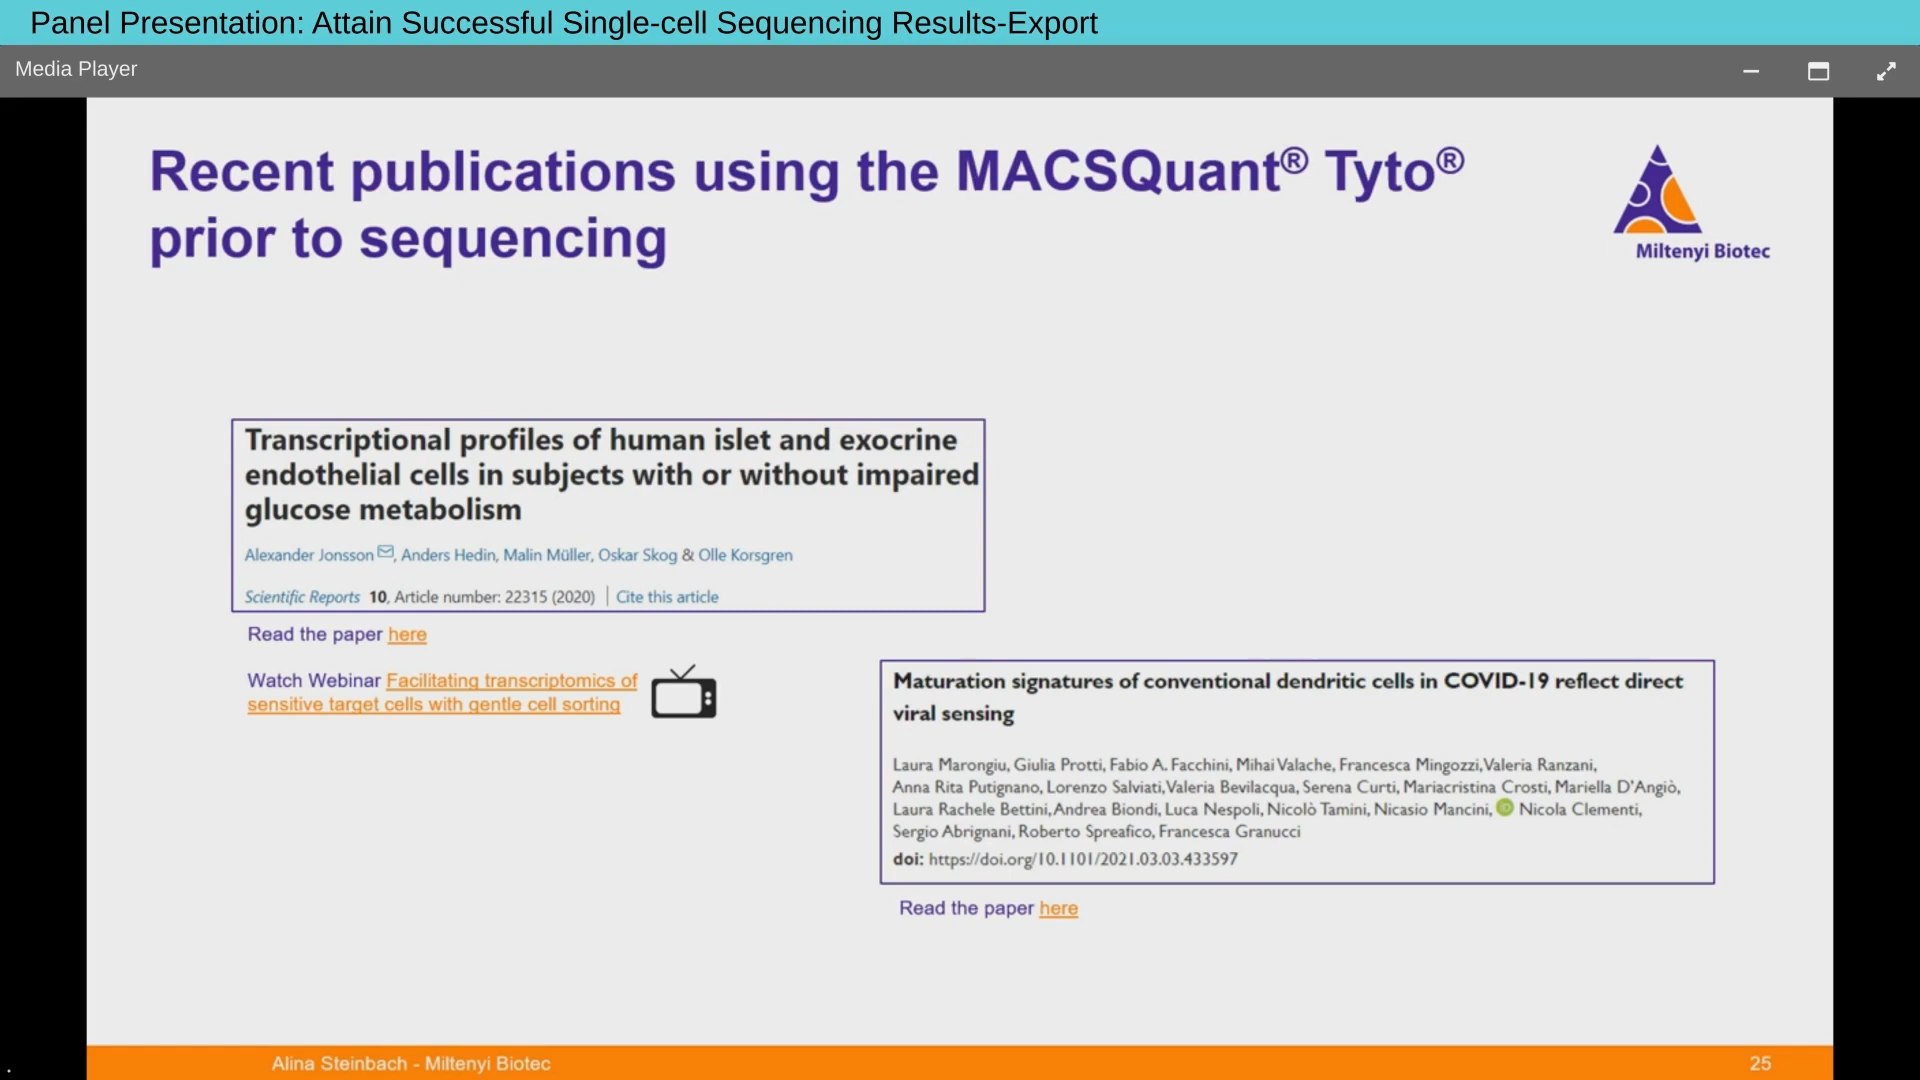 Panel Presentation: Attain Successful Single-cell Sequencing Results-Export
Media Player
Recent publications using the MACSQuant® Tyto®
prior to sequencing
Miltenyi Biotec
Transcriptional profiles of human islet and exocrine
endothelial cells in subjects with or without impaired
glucose metabolism
Alexander Jonsson, Anders Hedin, Malin Müller, Oskar Skog & Olle Korsgren
Scientific Reports 10, Article number: 22315 (2020) | Cite this article
Read the paper here
Watch Webinar Facilitating transcriptomics of
sensitive target cells with gentle cell sorting
Maturation signatures of conventional dendritic cells in COVID-19 reflect direct
viral sensing
Laura Marongiu, Giulia Protti, Fabio A. Facchini, Mihai Valache, Francesca Mingozzi, Valeria Ranzani,
Anna Rita Putignano, Lorenzo Salviati, Valeria Bevilacqua, Serena Curti, Mariacristina Crosti, Mariella D'Angiò,
Laura Rachele Bettini, Andrea Biondi, Luca Nespoli, Nicolò Tamini, Nicasio Mancini, iD Nicola Clementi,
Sergio Abrignani, Roberto Spreafico, Francesca Granucci
doi: https://doi.org/10.1101/2021.03.03.433597
Read the paper here
Alina Steinbach - Miltenyi Biotec
25